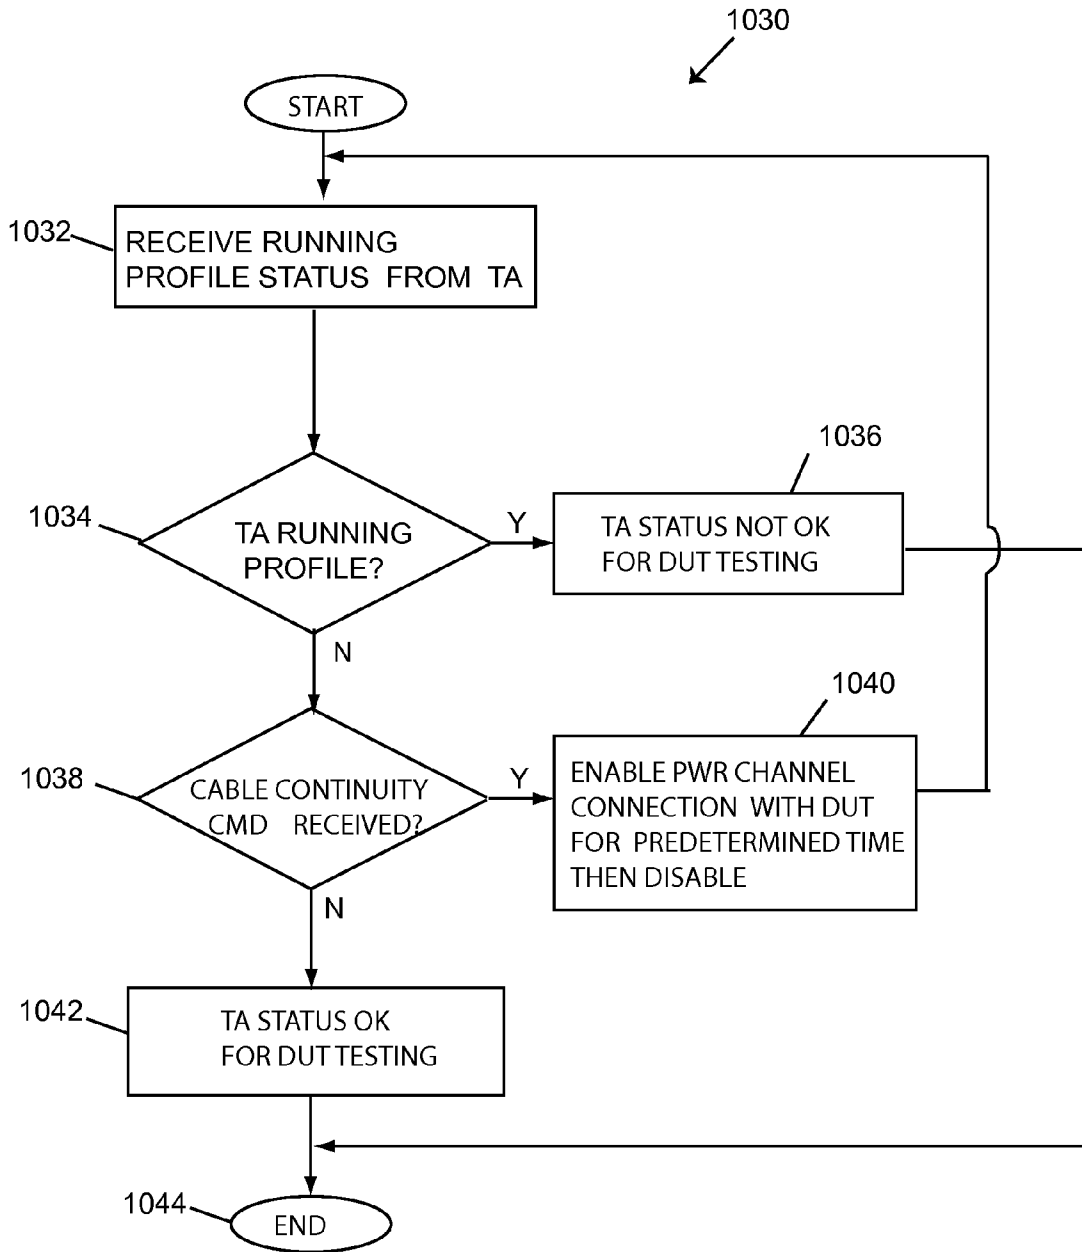 1030
START
1032
RECEIVE RUNNING
PROFILE STATUS FROM TA
1034
TA RUNNING
PROFILE?
Y
1036
TA STATUS NOT OK
FOR DUT TESTING
N
1038
CABLE CONTINUITY
CMD RECEIVED?
Y
1040
ENABLE PWR CHANNEL
CONNECTION WITH DUT
FOR PREDETERMINED TIME
THEN DISABLE
N
1042
TA STATUS OK
FOR DUT TESTING
1044
END